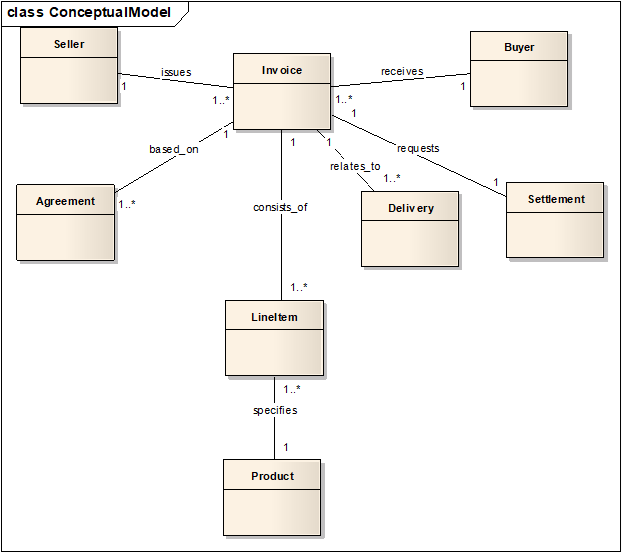 class ConceptualModel
Seller
Invoice
Buyer
issues
receives
1
1..*
1..*
1
1
1
1
1
based_on
requests
relates_to
1..*
1..*
1
Agreement
Delivery
Settlement
consists_of
1..*
LineItem
1..*
specifies
1
Product